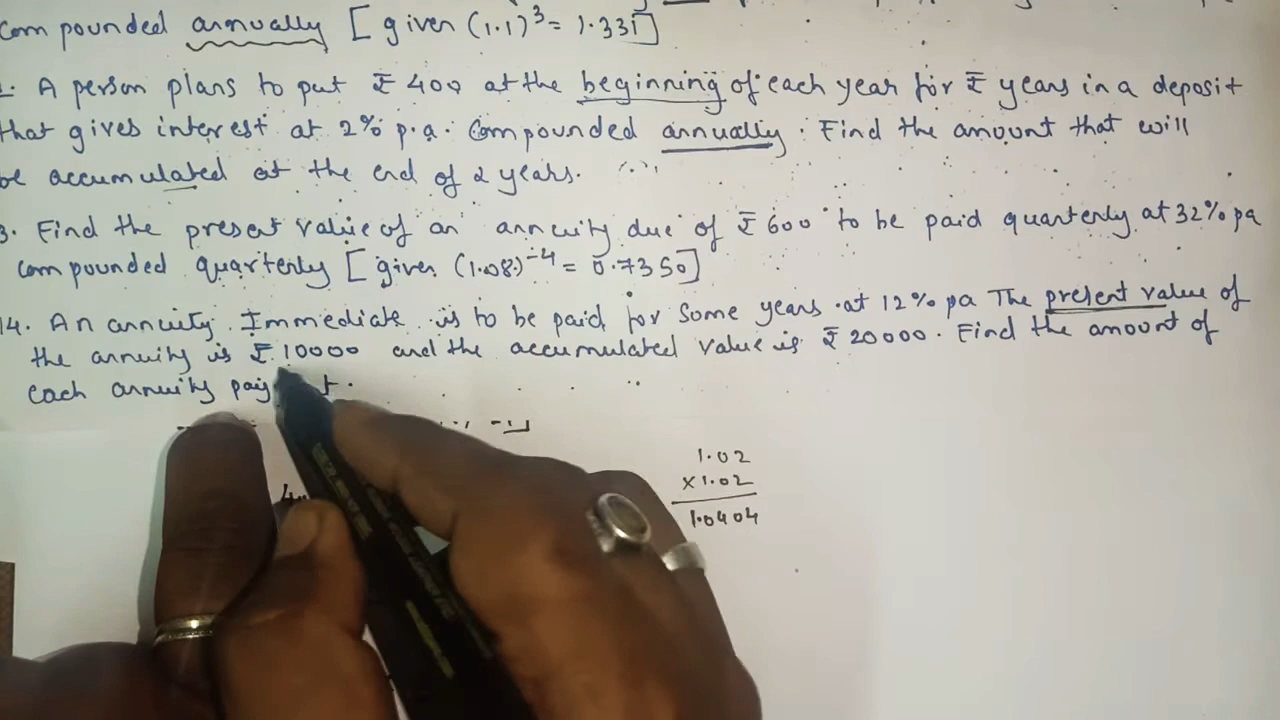 compounded annually [given (1.1)³ = 1.331]
2. A person plans to put ₹ 400 at the beginning of each year for ₹ years in a deposit
that gives interest at 2% p.a. Compounded annually. Find the amount that will
be accumulated at the end of 2 years.
3. Find the present value of an annuity due of ₹ 600 to be paid quarterly at 32% pa
compounded quarterly [given (1.08)⁻⁴ = 0.7350]
14. An annuity Immediate is to be paid for some years at 12% pa The present value of
the annuity is ₹ 10000 and the accumulated value is ₹ 20000. Find the amount of
each annuity
1.02
x 1.02
1.0404